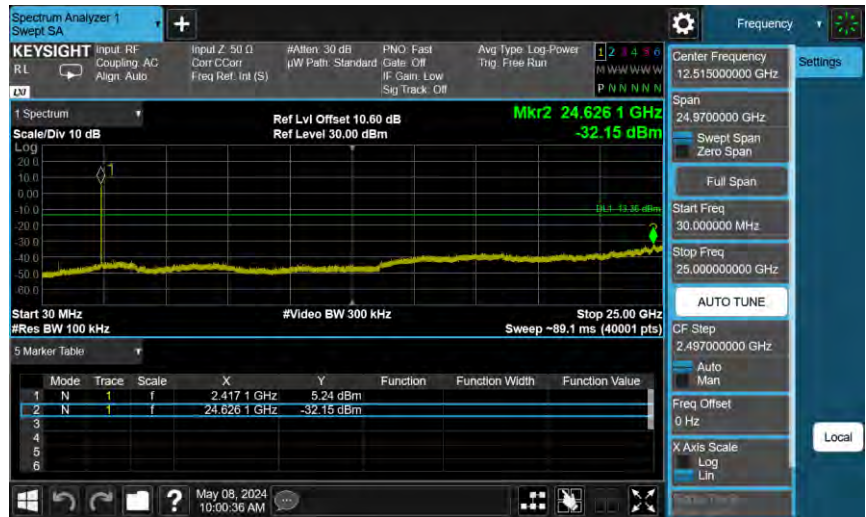 Spectrum Analyzer 1
Swept SA
Frequency
KEYSIGHT
Input: RF
Coupling: AC
Align: Auto
Input Z: 50 Ω
Corr CCorr
Freq Ref: Int (S)
#Atten: 30 dB
µW Path: Standard
PNO: Fast
Gate: Off
IF Gain: Low
Sig Track: Off
Avg Type: Log-Power
Trig: Free Run
1 2 3 4 5 6
M W W W W W
P N N N N N
RL
LXI
1 Spectrum
Scale/Div 10 dB
Ref Lvl Offset 10.60 dB
Ref Level 30.00 dBm
Mkr2 24.626 1 GHz
-32.15 dBm
Log
20.0
10.0
0.00
-10.0
-20.0
-30.0
-40.0
-50.0
-60.0
1
DL1 -13.36 dBm
2
Start 30 MHz
#Video BW 300 kHz
Stop 25.00 GHz
#Res BW 100 kHz
Sweep ~89.1 ms (40001 pts)
5 Marker Table
Mode Trace Scale X Y Function Function Width Function Value
1 N 1 f 2.417 1 GHz 5.24 dBm
2 N 1 f 24.626 1 GHz -32.15 dBm
3
4
5
6
?
May 08, 2024
10:00:36 AM
Center Frequency
12.515000000 GHz
Settings
Span
24.9700000 GHz
Swept Span
Zero Span
Full Span
Start Freq
30.000000 MHz
Stop Freq
25.000000000 GHz
AUTO TUNE
CF Step
2.497000000 GHz
Auto
Man
Freq Offset
0 Hz
X Axis Scale
Log
Lin
Local